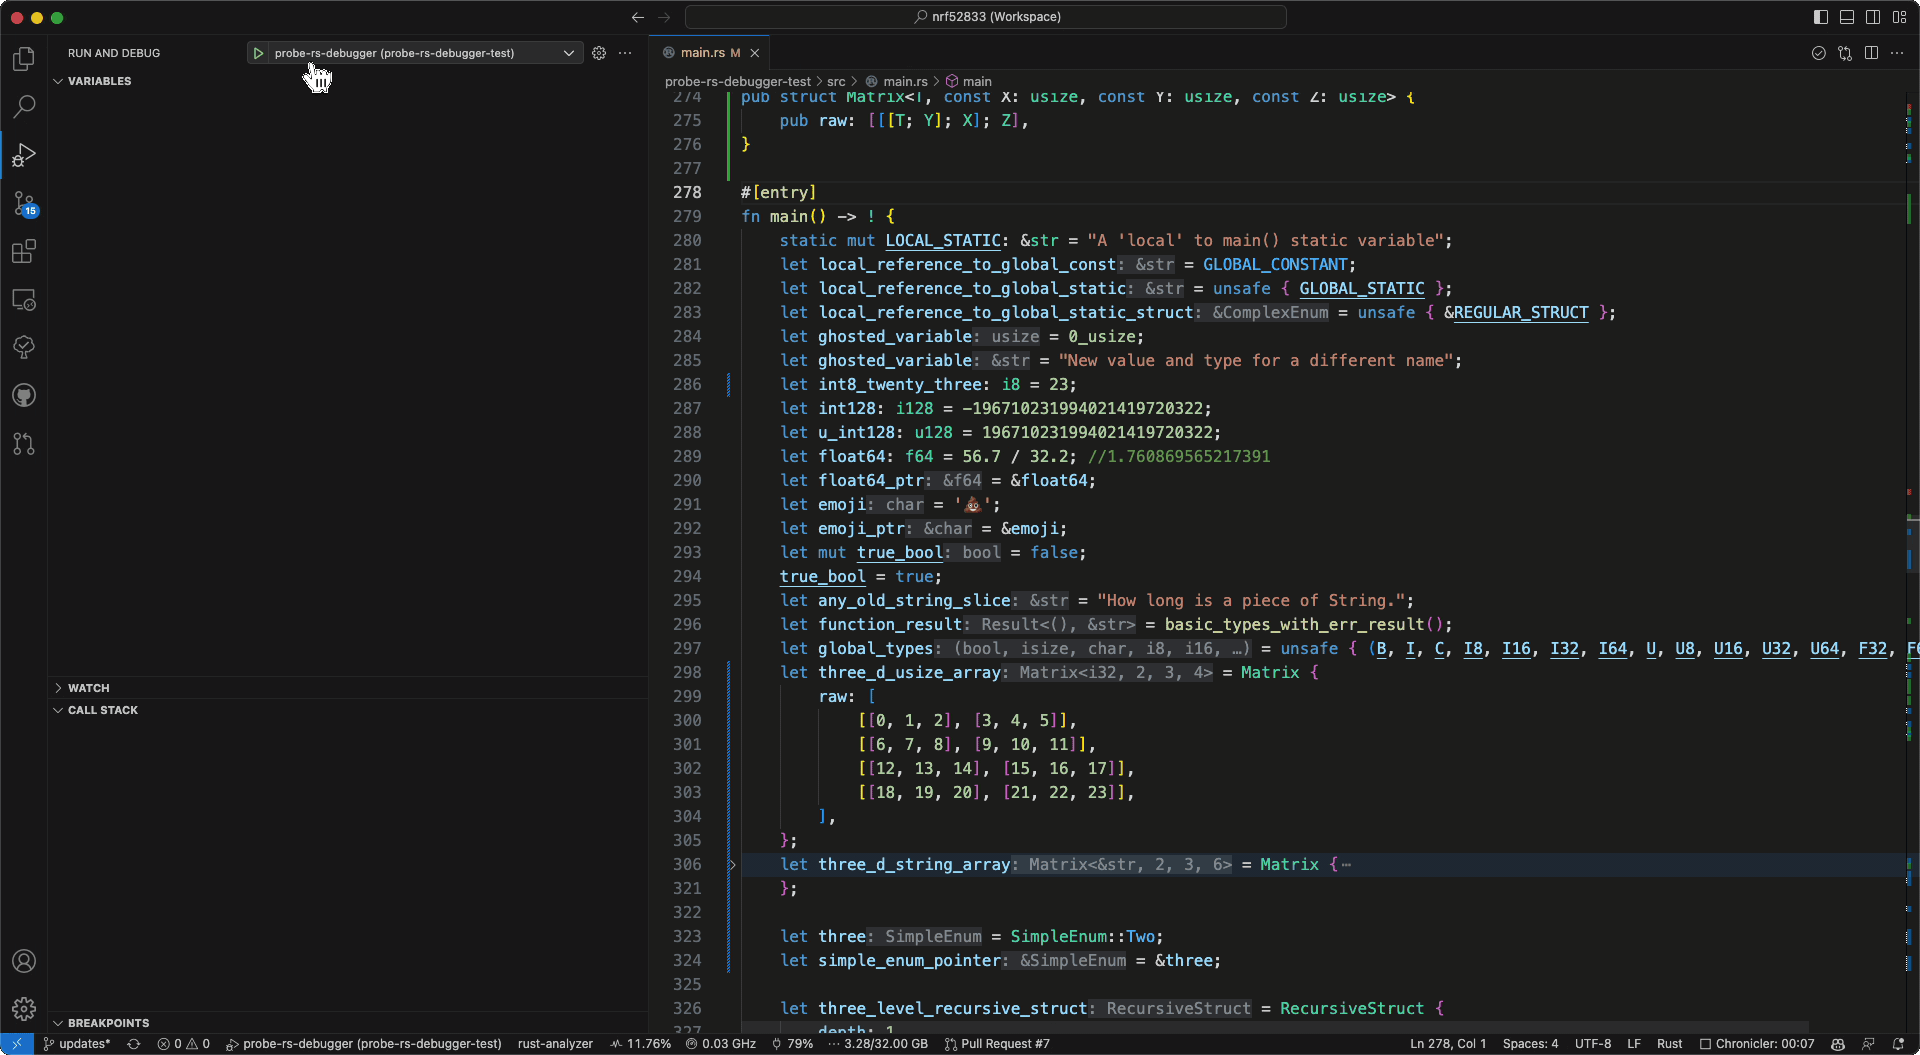 nrf52833 (Workspace)
RUN AND DEBUG
probe-rs-debugger (probe-rs-debugger-test)
VARIABLES
15
WATCH
CALL STACK
BREAKPOINTS
main.rs M
probe-rs-debugger-test > src > main.rs > main
274 pub struct Matrix<T, const X: usize, const Y: usize, const Z: usize> {
275 pub raw: [[[T; Y]; X]; Z],
276 }
277
278 #[entry]
279 fn main() -> ! {
280 static mut LOCAL_STATIC: &str = "A 'local' to main() static variable";
281 let local_reference_to_global_const: &str = GLOBAL_CONSTANT;
282 let local_reference_to_global_static: &str = unsafe { GLOBAL_STATIC };
283 let local_reference_to_global_static_struct: &ComplexEnum = unsafe { &REGULAR_STRUCT };
284 let ghosted_variable: usize = 0_usize;
285 let ghosted_variable: &str = "New value and type for a different name";
286 let int8_twenty_three: i8 = 23;
287 let int128: i128 = -196710231994021419720322;
288 let u_int128: u128 = 196710231994021419720322;
289 let float64: f64 = 56.7 / 32.2; //1.760869565217391
290 let float64_ptr: &f64 = &float64;
291 let emoji: char = '💩';
292 let emoji_ptr: &char = &emoji;
293 let mut true_bool: bool = false;
294 true_bool = true;
295 let any_old_string_slice: &str = "How long is a piece of String.";
296 let function_result: Result<(), &str> = basic_types_with_err_result();
297 let global_types: (bool, isize, char, i8, i16, …) = unsafe { (B, I, C, I8, I16, I32, I64, U, U8, U16, U32, U64, F32, F6
298 let three_d_usize_array: Matrix<i32, 2, 3, 4> = Matrix {
299 raw: [
300 [[0, 1, 2], [3, 4, 5]],
301 [[6, 7, 8], [9, 10, 11]],
302 [[12, 13, 14], [15, 16, 17]],
303 [[18, 19, 20], [21, 22, 23]],
304 ],
305 };
306 let three_d_string_array: Matrix<&str, 2, 3, 6> = Matrix {⋯
321 };
322
323 let three: SimpleEnum = SimpleEnum::Two;
324 let simple_enum_pointer: &SimpleEnum = &three;
325
326 let three_level_recursive_struct: RecursiveStruct = RecursiveStruct {
327 depth: 1
updates* 0 0 probe-rs-debugger (probe-rs-debugger-test) rust-analyzer 11.76% 0.03 GHz 79% 3.28/32.00 GB Pull Request #7 Ln 278, Col 1 Spaces: 4 UTF-8 LF Rust Chronicler: 00:07